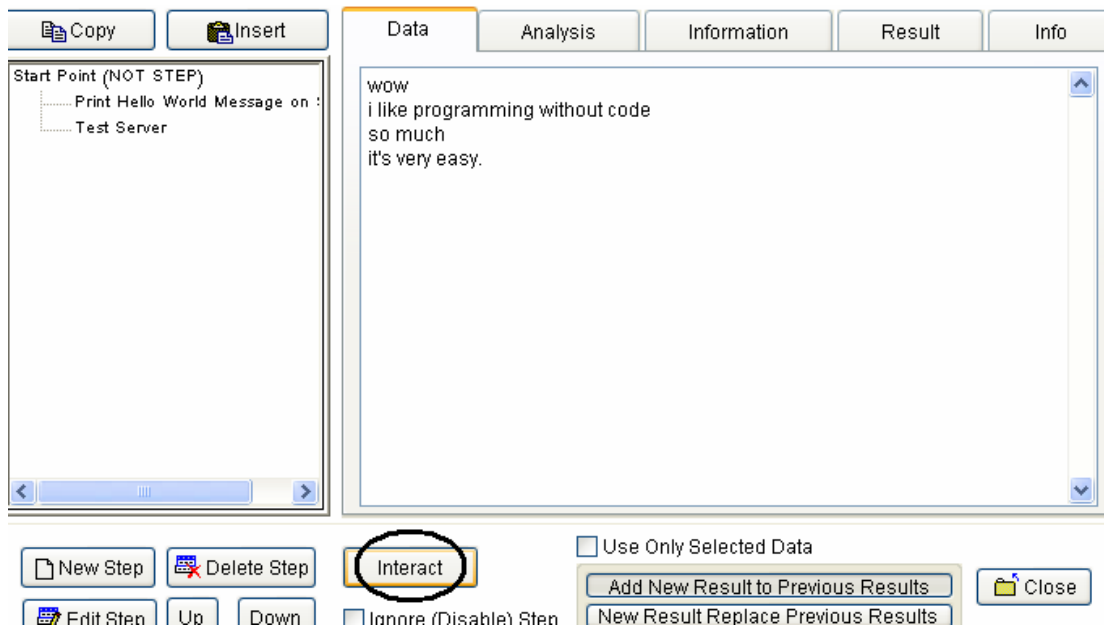 Copy Insert Data Analysis Information Result Info
Start Point (NOT STEP)
Print Hello World Message on
Test Server
wow
i like programming without code
so much
it's very easy.
New Step Delete Step Interact Use Only Selected Data
Add New Result to Previous Results Close
Edit Step Up Down Ignore (Disable) Step New Result Replace Previous Results